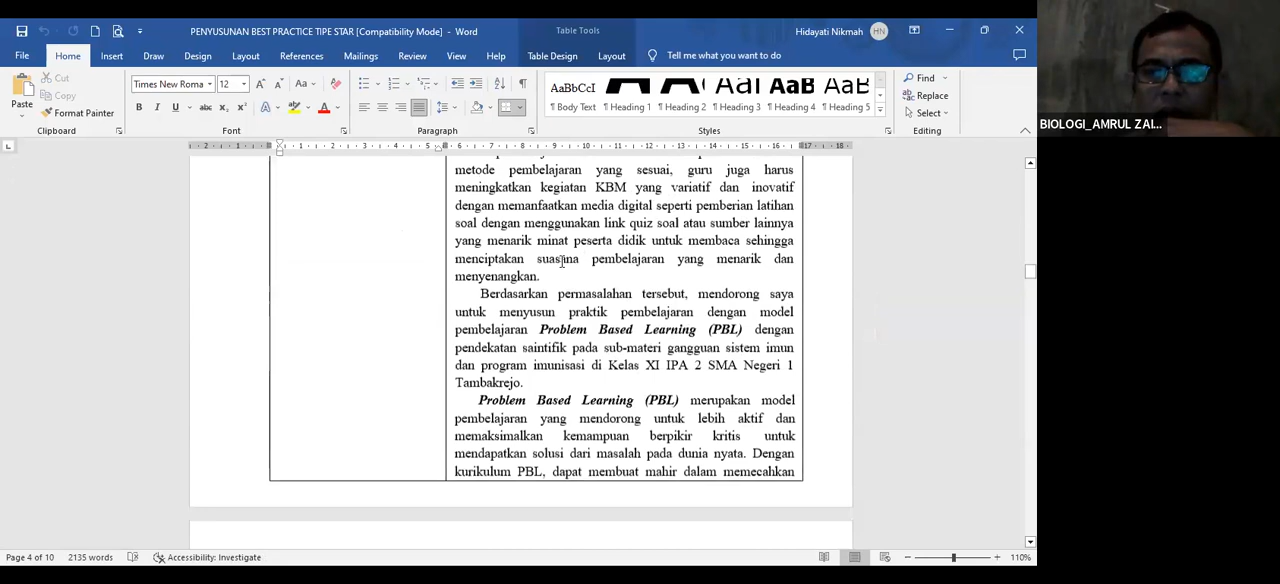 PENYUSUNAN BEST PRACTICE TIPE STAR [Compatibility Mode] - Word
Table Tools
Hidayati Nikmah
HN
File Home Insert Draw Design Layout References Mailings Review View Help Table Design Layout Tell me what you want to do
Paste
Cut
Copy
Format Painter
Clipboard
Times New Roma 12
Font
Paragraph
AaBbCcI
¶ Body Text ¶ Heading 1 ¶ Heading 2 ¶ Heading 3 ¶ Heading 4 ¶ Heading 5
Styles
Find
Replace
Select
Editing
BIOLOGI_AMRUL ZAI...
metode pembelajaran yang sesuai, guru juga harus
meningkatkan kegiatan KBM yang variatif dan inovatif
dengan memanfaatkan media digital seperti pemberian latihan
soal dengan menggunakan link quiz soal atau sumber lainnya
yang menarik minat peserta didik untuk membaca sehingga
menciptakan suasana pembelajaran yang menarik dan
menyenangkan.
Berdasarkan permasalahan tersebut, mendorong saya
untuk menyusun praktik pembelajaran dengan model
pembelajaran Problem Based Learning (PBL) dengan
pendekatan saintifik pada sub-materi gangguan sistem imun
dan program imunisasi di Kelas XI IPA 2 SMA Negeri 1
Tambakrejo.
Problem Based Learning (PBL) merupakan model
pembelajaran yang mendorong untuk lebih aktif dan
memaksimalkan kemampuan berpikir kritis untuk
mendapatkan solusi dari masalah pada dunia nyata. Dengan
kurikulum PBL, dapat membuat mahir dalam memecahkan
Page 4 of 10 2135 words Accessibility: Investigate 110%